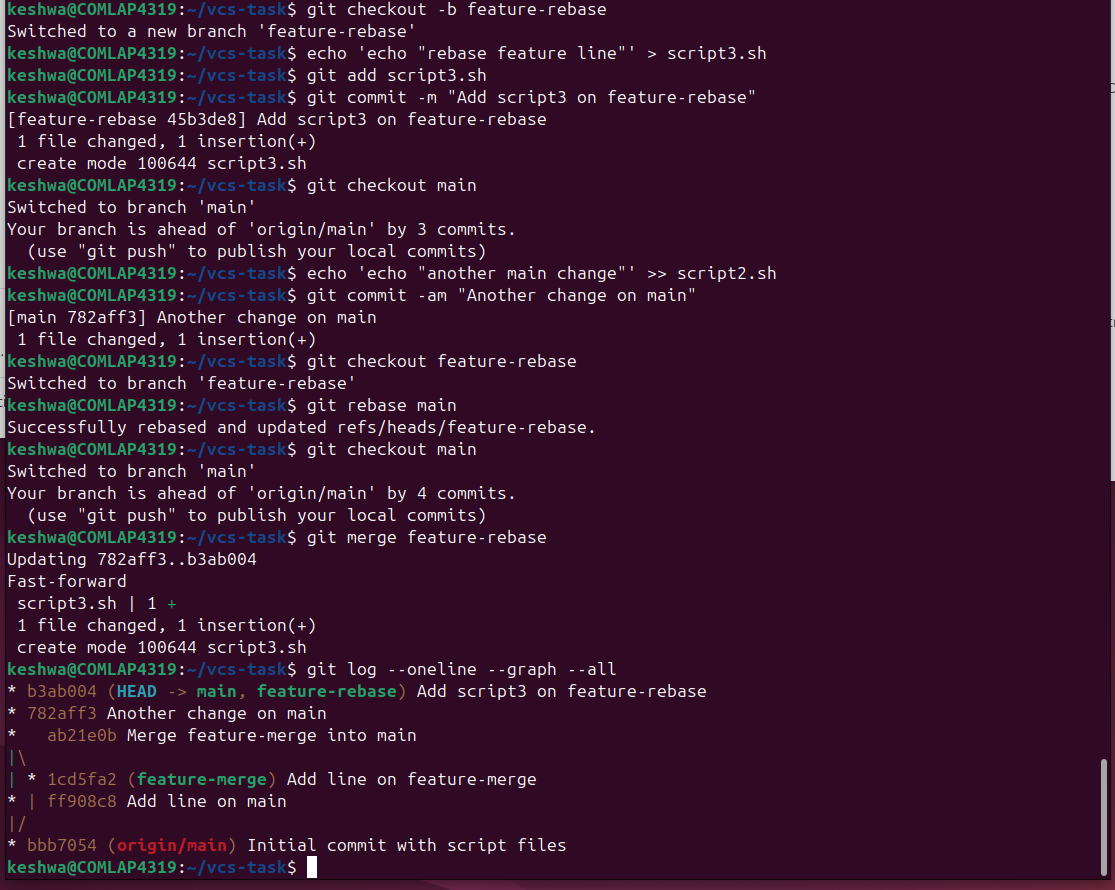 keshwa@COMLAP4319:~/vcs-task$ git checkout -b feature-rebase
Switched to a new branch 'feature-rebase'
keshwa@COMLAP4319:~/vcs-task$ echo 'echo "rebase feature line"' > script3.sh
keshwa@COMLAP4319:~/vcs-task$ git add script3.sh
keshwa@COMLAP4319:~/vcs-task$ git commit -m "Add script3 on feature-rebase"
[feature-rebase 45b3de8] Add script3 on feature-rebase
 1 file changed, 1 insertion(+)
 create mode 100644 script3.sh
keshwa@COMLAP4319:~/vcs-task$ git checkout main
Switched to branch 'main'
Your branch is ahead of 'origin/main' by 3 commits.
  (use "git push" to publish your local commits)
keshwa@COMLAP4319:~/vcs-task$ echo 'echo "another main change"' >> script2.sh
keshwa@COMLAP4319:~/vcs-task$ git commit -am "Another change on main"
[main 782aff3] Another change on main
 1 file changed, 1 insertion(+)
keshwa@COMLAP4319:~/vcs-task$ git checkout feature-rebase
Switched to branch 'feature-rebase'
keshwa@COMLAP4319:~/vcs-task$ git rebase main
Successfully rebased and updated refs/heads/feature-rebase.
keshwa@COMLAP4319:~/vcs-task$ git checkout main
Switched to branch 'main'
Your branch is ahead of 'origin/main' by 4 commits.
  (use "git push" to publish your local commits)
keshwa@COMLAP4319:~/vcs-task$ git merge feature-rebase
Updating 782aff3..b3ab004
Fast-forward
 script3.sh | 1 +
 1 file changed, 1 insertion(+)
 create mode 100644 script3.sh
keshwa@COMLAP4319:~/vcs-task$ git log --oneline --graph --all
* b3ab004 (HEAD -> main, feature-rebase) Add script3 on feature-rebase
* 782aff3 Another change on main
*   ab21e0b Merge feature-merge into main
|\
| * 1cd5fa2 (feature-merge) Add line on feature-merge
* | ff908c8 Add line on main
|/
* bbb7054 (origin/main) Initial commit with script files
keshwa@COMLAP4319:~/vcs-task$